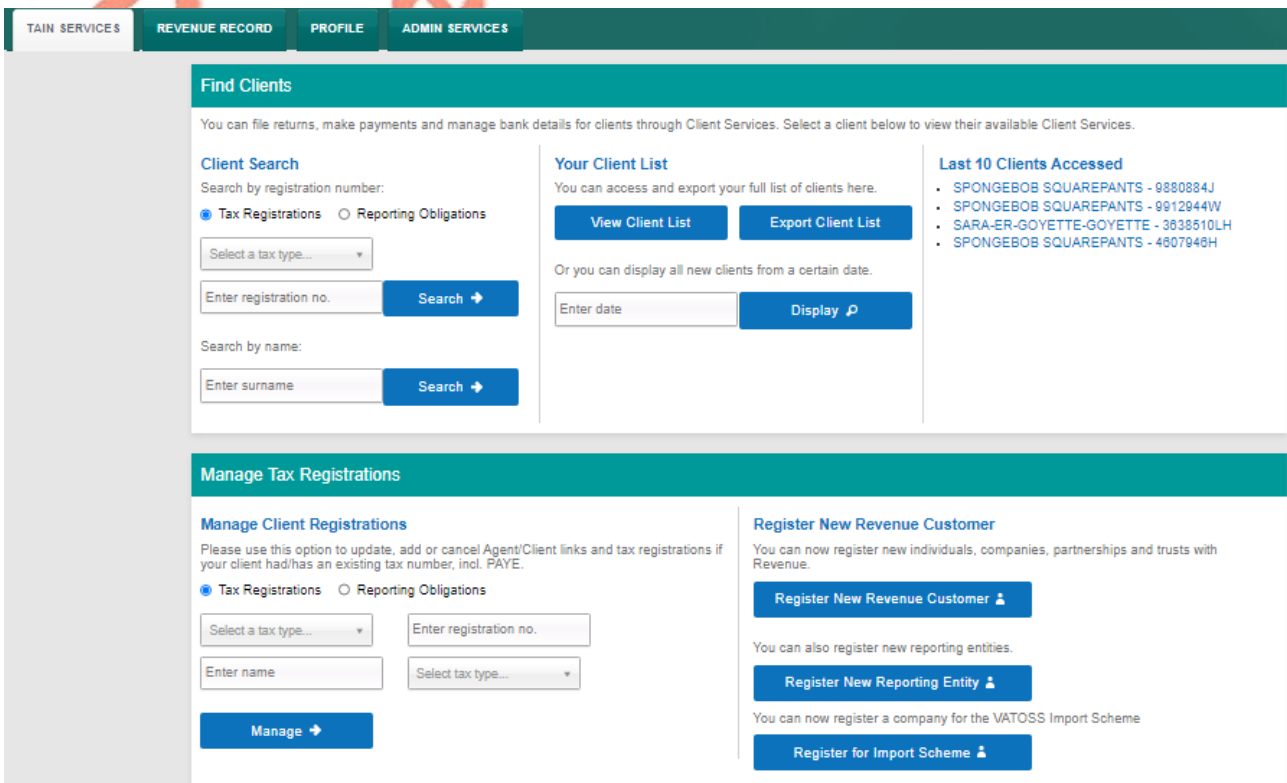 TAIN SERVICES
REVENUE RECORD
PROFILE
ADMIN SERVICES
Find Clients
You can file returns, make payments and manage bank details for clients through Client Services. Select a client below to view their available Client Services.
Client Search
Search by registration number:
Tax Registrations
Reporting Obligations
Select a tax type...
Enter registration no.
Search
Search by name:
Enter surname
Search
Your Client List
You can access and export your full list of clients here.
View Client List
Export Client List
Or you can display all new clients from a certain date.
Enter date
Display
Last 10 Clients Accessed
SPONGEBOB SQUAREPANTS - 9880884J
SPONGEBOB SQUAREPANTS - 9912944W
SARA-ER-GOYETTE-GOYETTE - 3638510LH
SPONGEBOB SQUAREPANTS - 4607946H
Manage Tax Registrations
Manage Client Registrations
Please use this option to update, add or cancel Agent/Client links and tax registrations if
your client had/has an existing tax number, incl. PAYE.
Tax Registrations
Reporting Obligations
Select a tax type...
Enter registration no.
Enter name
Select tax type...
Manage
Register New Revenue Customer
You can now register new individuals, companies, partnerships and trusts with
Revenue.
Register New Revenue Customer
You can also register new reporting entities.
Register New Reporting Entity
You can now register a company for the VATOSS Import Scheme
Register for Import Scheme